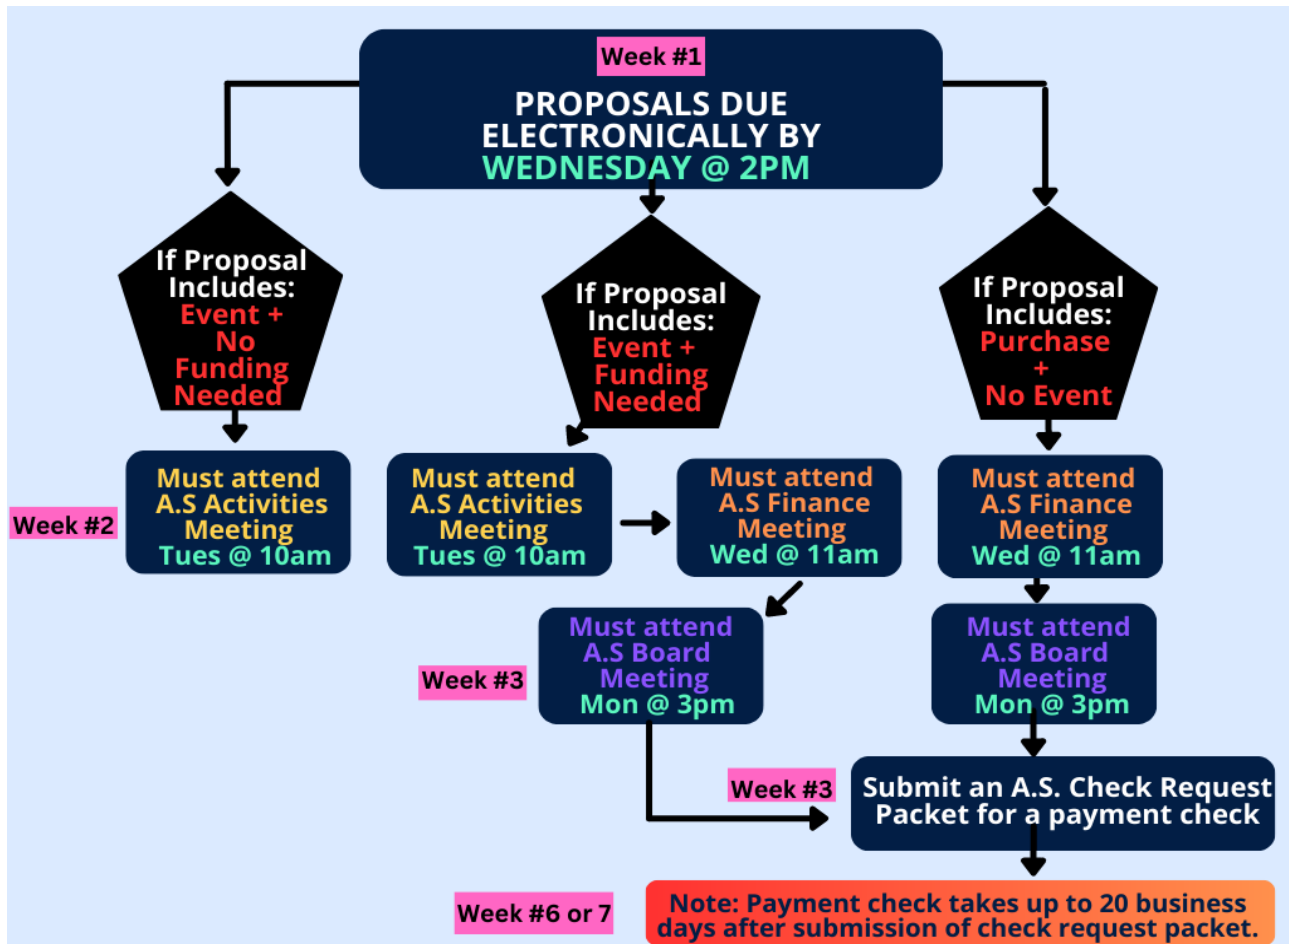 Week #1
PROPOSALS DUE
ELECTRONICALLY BY
WEDNESDAY @ 2PM
If Proposal
Includes:
Event +
No
Funding
Needed
If Proposal
Includes:
Event +
Funding
Needed
If Proposal
Includes:
Purchase
+
No Event
Week #2
Must attend
A.S Activities
Meeting
Tues @ 10am
Must attend
A.S Activities
Meeting
Tues @ 10am
Must attend
A.S Finance
Meeting
Wed @ 11am
Must attend
A.S Finance
Meeting
Wed @ 11am
Week #3
Must attend
A.S Board
Meeting
Mon @ 3pm
Must attend
A.S Board
Meeting
Mon @ 3pm
Week #3
Submit an A.S. Check Request
Packet for a payment check
Week #6 or 7
Note: Payment check takes up to 20 business
days after submission of check request packet.